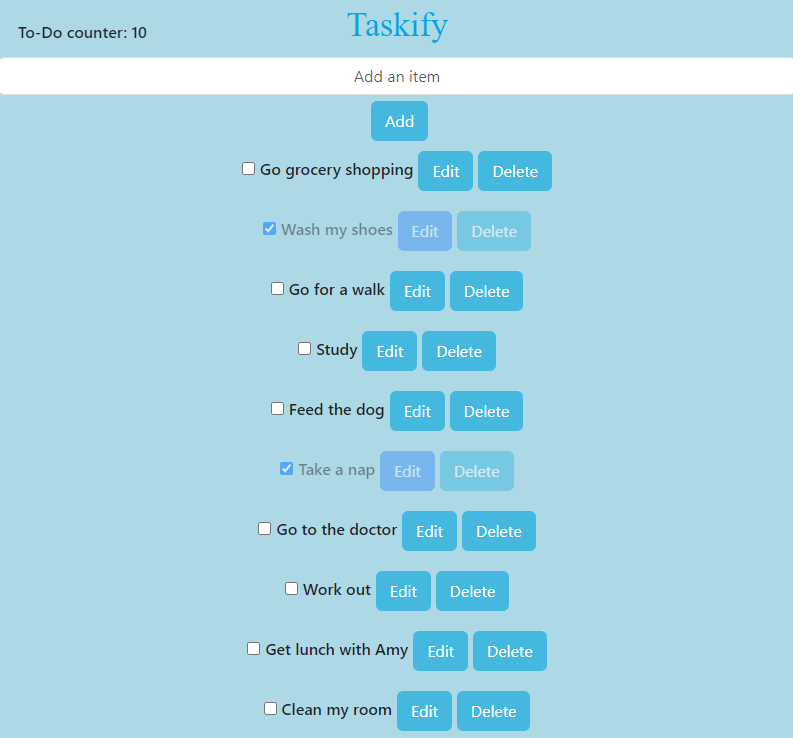 To-Do counter: 10
Taskify
Add an item
Add
Go grocery shopping Edit Delete
Wash my shoes Edit Delete
Go for a walk Edit Delete
Study Edit Delete
Feed the dog Edit Delete
Take a nap Edit Delete
Go to the doctor Edit Delete
Work out Edit Delete
Get lunch with Amy Edit Delete
Clean my room Edit Delete